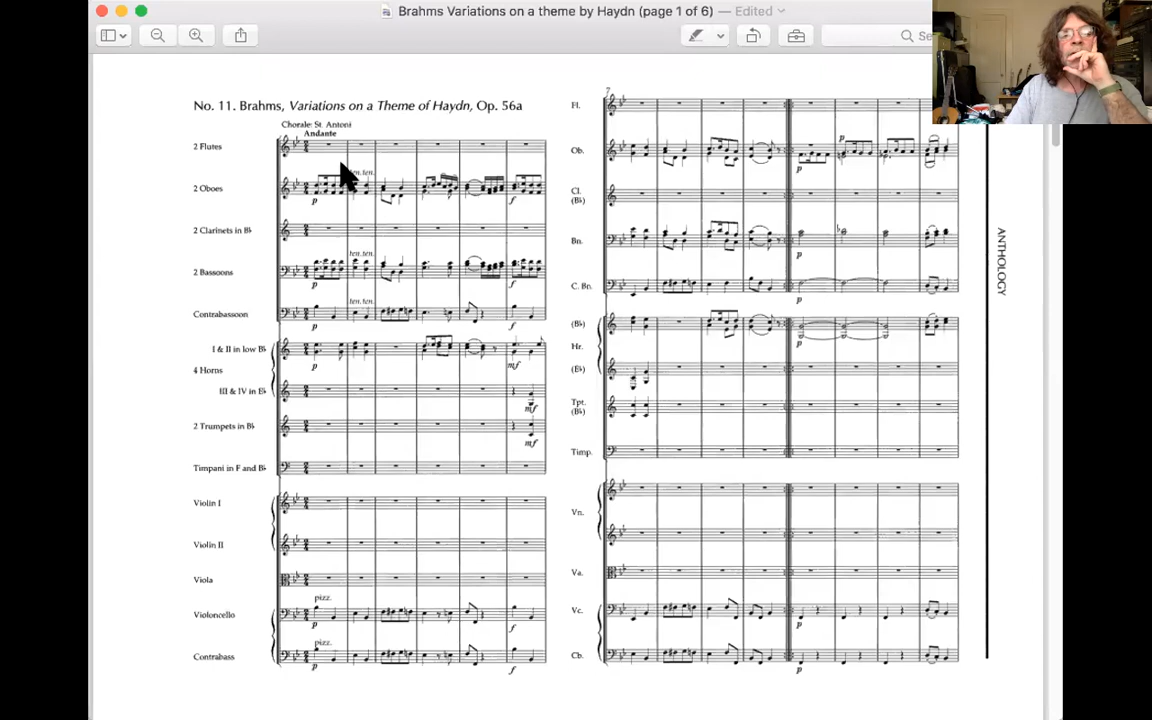 Brahms Variations on a theme by Haydn (page 1 of 6) — Edited
No. 11. Brahms, Variations on a Theme of Haydn, Op. 56a
Chorale: St. Antoni
Andante
2 Flutes
ten. ten.
2 Oboes
p
f
2 Clarinets in B♭
ten. ten.
2 Bassoons
p
f
ten. ten.
Contrabassoon
p
f
I & II in low B♭
p
mf
4 Horns
III & IV in E♭
mf
2 Trumpets in B♭
mf
Timpani in F and B♭
Violin I
Violin II
Viola
pizz.
Violoncello
f
pizz.
Contrabass
p
f
7
Fl.
p
Ob.
p
Cl.
(B♭)
Bn.
p
C. Bn.
p
(B♭)
Hr.
p
(E♭)
Tpt.
(B♭)
Timp.
Vn.
Va.
Vc.
p
Cb.
p
ANTHOLOGY